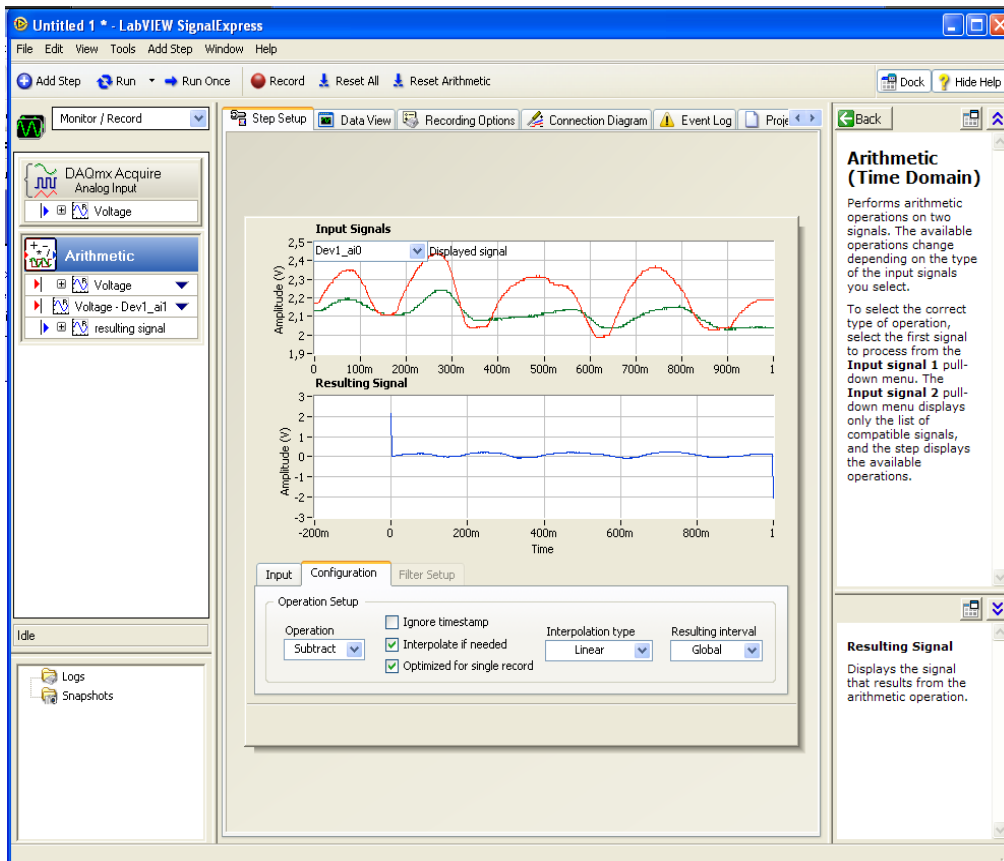 Untitled 1 * - LabVIEW SignalExpress
File Edit View Tools Add Step Window Help
Add Step Run Run Once Record Reset All Reset Arithmetic Dock Hide Help
Monitor / Record
DAQmx Acquire
Analog Input
Voltage
Arithmetic
Voltage
Voltage - Dev1_ai1
resulting signal
Idle
Logs
Snapshots
Step Setup Data View Recording Options Connection Diagram Event Log Proje
Input Signals
Dev1_ai0 Displayed signal
Amplitude (V)
2,5
2,4
2,3
2,2
2,1
2
1,9
0 100m 200m 300m 400m 500m 600m 700m 800m 900m 1
Resulting Signal
Amplitude (V)
3
2
1
0
-1
-2
-3
-200m 0 200m 400m 600m 800m 1
Time
Input Configuration Filter Setup
Operation Setup
Operation
Subtract
Ignore timestamp
Interpolate if needed
Optimized for single record
Interpolation type
Linear
Resulting interval
Global
Back
Arithmetic
(Time Domain)
Performs arithmetic
operations on two
signals. The available
operations change
depending on the type
of the input signals
you select.
To select the correct
type of operation,
select the first signal
to process from the
Input signal 1 pull-
down menu. The
Input signal 2 pull-
down menu displays
only the list of
compatible signals,
and the step displays
the available
operations.
Resulting Signal
Displays the signal
that results from the
arithmetic operation.